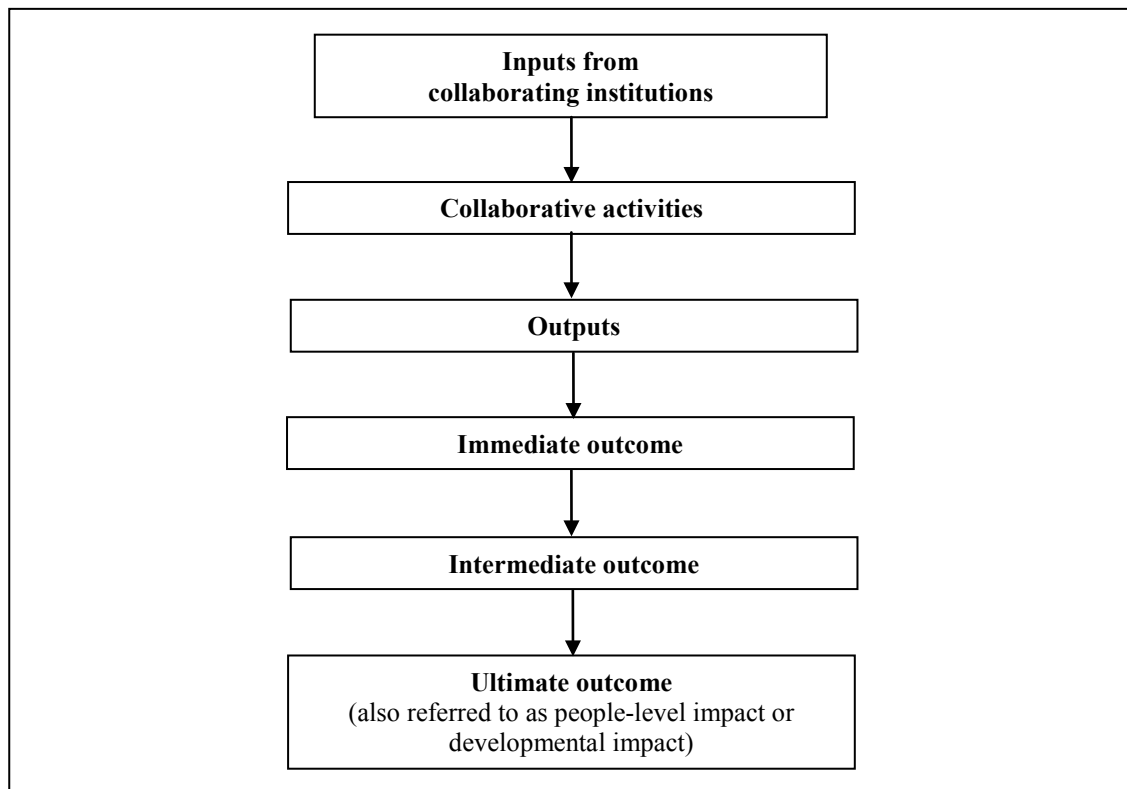 Inputs from
collaborating institutions
Collaborative activities
Outputs
Immediate outcome
Intermediate outcome
Ultimate outcome
(also referred to as people-level impact or
developmental impact)